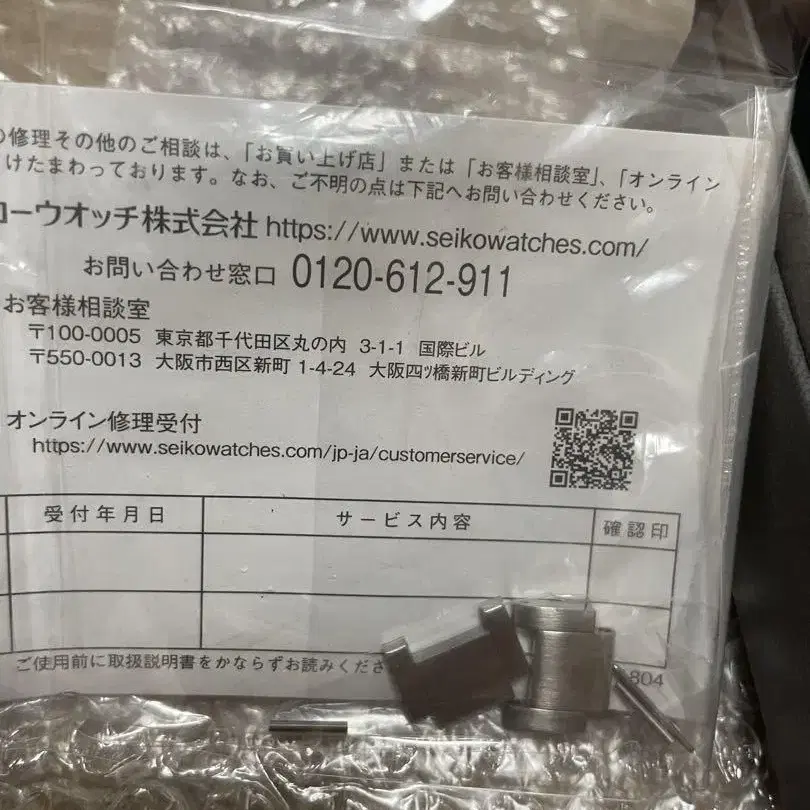 修理その他のご相談は、「お買い上げ店」または「お客様相談室」、「オンライン
けたまわっております。なお、ご不明の点は下記へお問い合わせください。
ーウオッチ株式会社 https://www.seikowatches.com/
お問い合わせ窓口 0120-612-911
お客様相談室
〒100-0005 東京都千代田区丸の内 3-1-1 国際ビル
〒550-0013 大阪市西区新町 1-4-24 大阪四ツ橋新町ビルディング
オンライン修理受付
https://www.seikowatches.com/jp-ja/customerservice/
受付年月日 サービス内容 確認印
ご使用前に取扱説明書をかならずお読みくださ
804